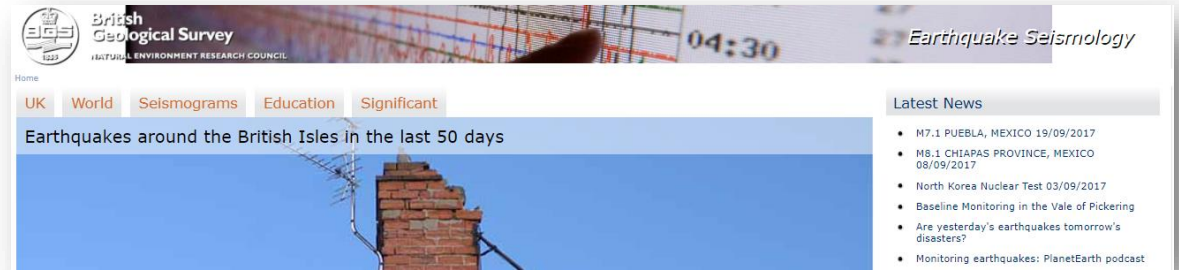 British
Geological Survey
NATURAL ENVIRONMENT RESEARCH COUNCIL
BGS
1835
04:30
Earthquake Seismology
Home
UK
World
Seismograms
Education
Significant
Earthquakes around the British Isles in the last 50 days
Latest News
M7.1 PUEBLA, MEXICO 19/09/2017
M8.1 CHIAPAS PROVINCE, MEXICO
08/09/2017
North Korea Nuclear Test 03/09/2017
Baseline Monitoring in the Vale of Pickering
Are yesterday's earthquakes tomorrow's
disasters?
Monitoring earthquakes: PlanetEarth podcast